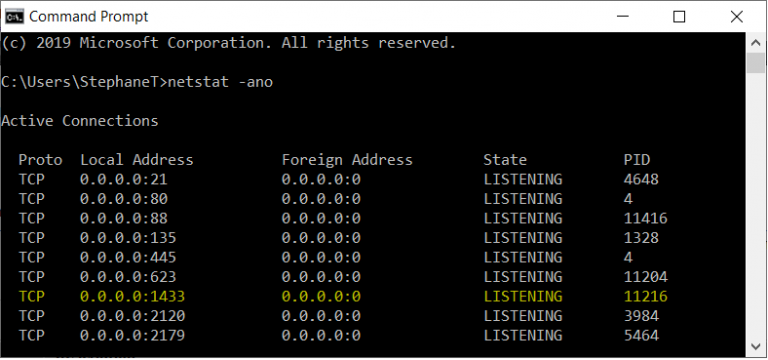 Command Prompt
(c) 2019 Microsoft Corporation. All rights reserved.
C:\Users\StephaneT>netstat -ano
Active Connections
Proto Local Address Foreign Address State PID
TCP 0.0.0.0:21 0.0.0.0:0 LISTENING 4648
TCP 0.0.0.0:80 0.0.0.0:0 LISTENING 4
TCP 0.0.0.0:88 0.0.0.0:0 LISTENING 11416
TCP 0.0.0.0:135 0.0.0.0:0 LISTENING 1328
TCP 0.0.0.0:445 0.0.0.0:0 LISTENING 4
TCP 0.0.0.0:623 0.0.0.0:0 LISTENING 11204
TCP 0.0.0.0:1433 0.0.0.0:0 LISTENING 11216
TCP 0.0.0.0:2120 0.0.0.0:0 LISTENING 3984
TCP 0.0.0.0:2179 0.0.0.0:0 LISTENING 5464